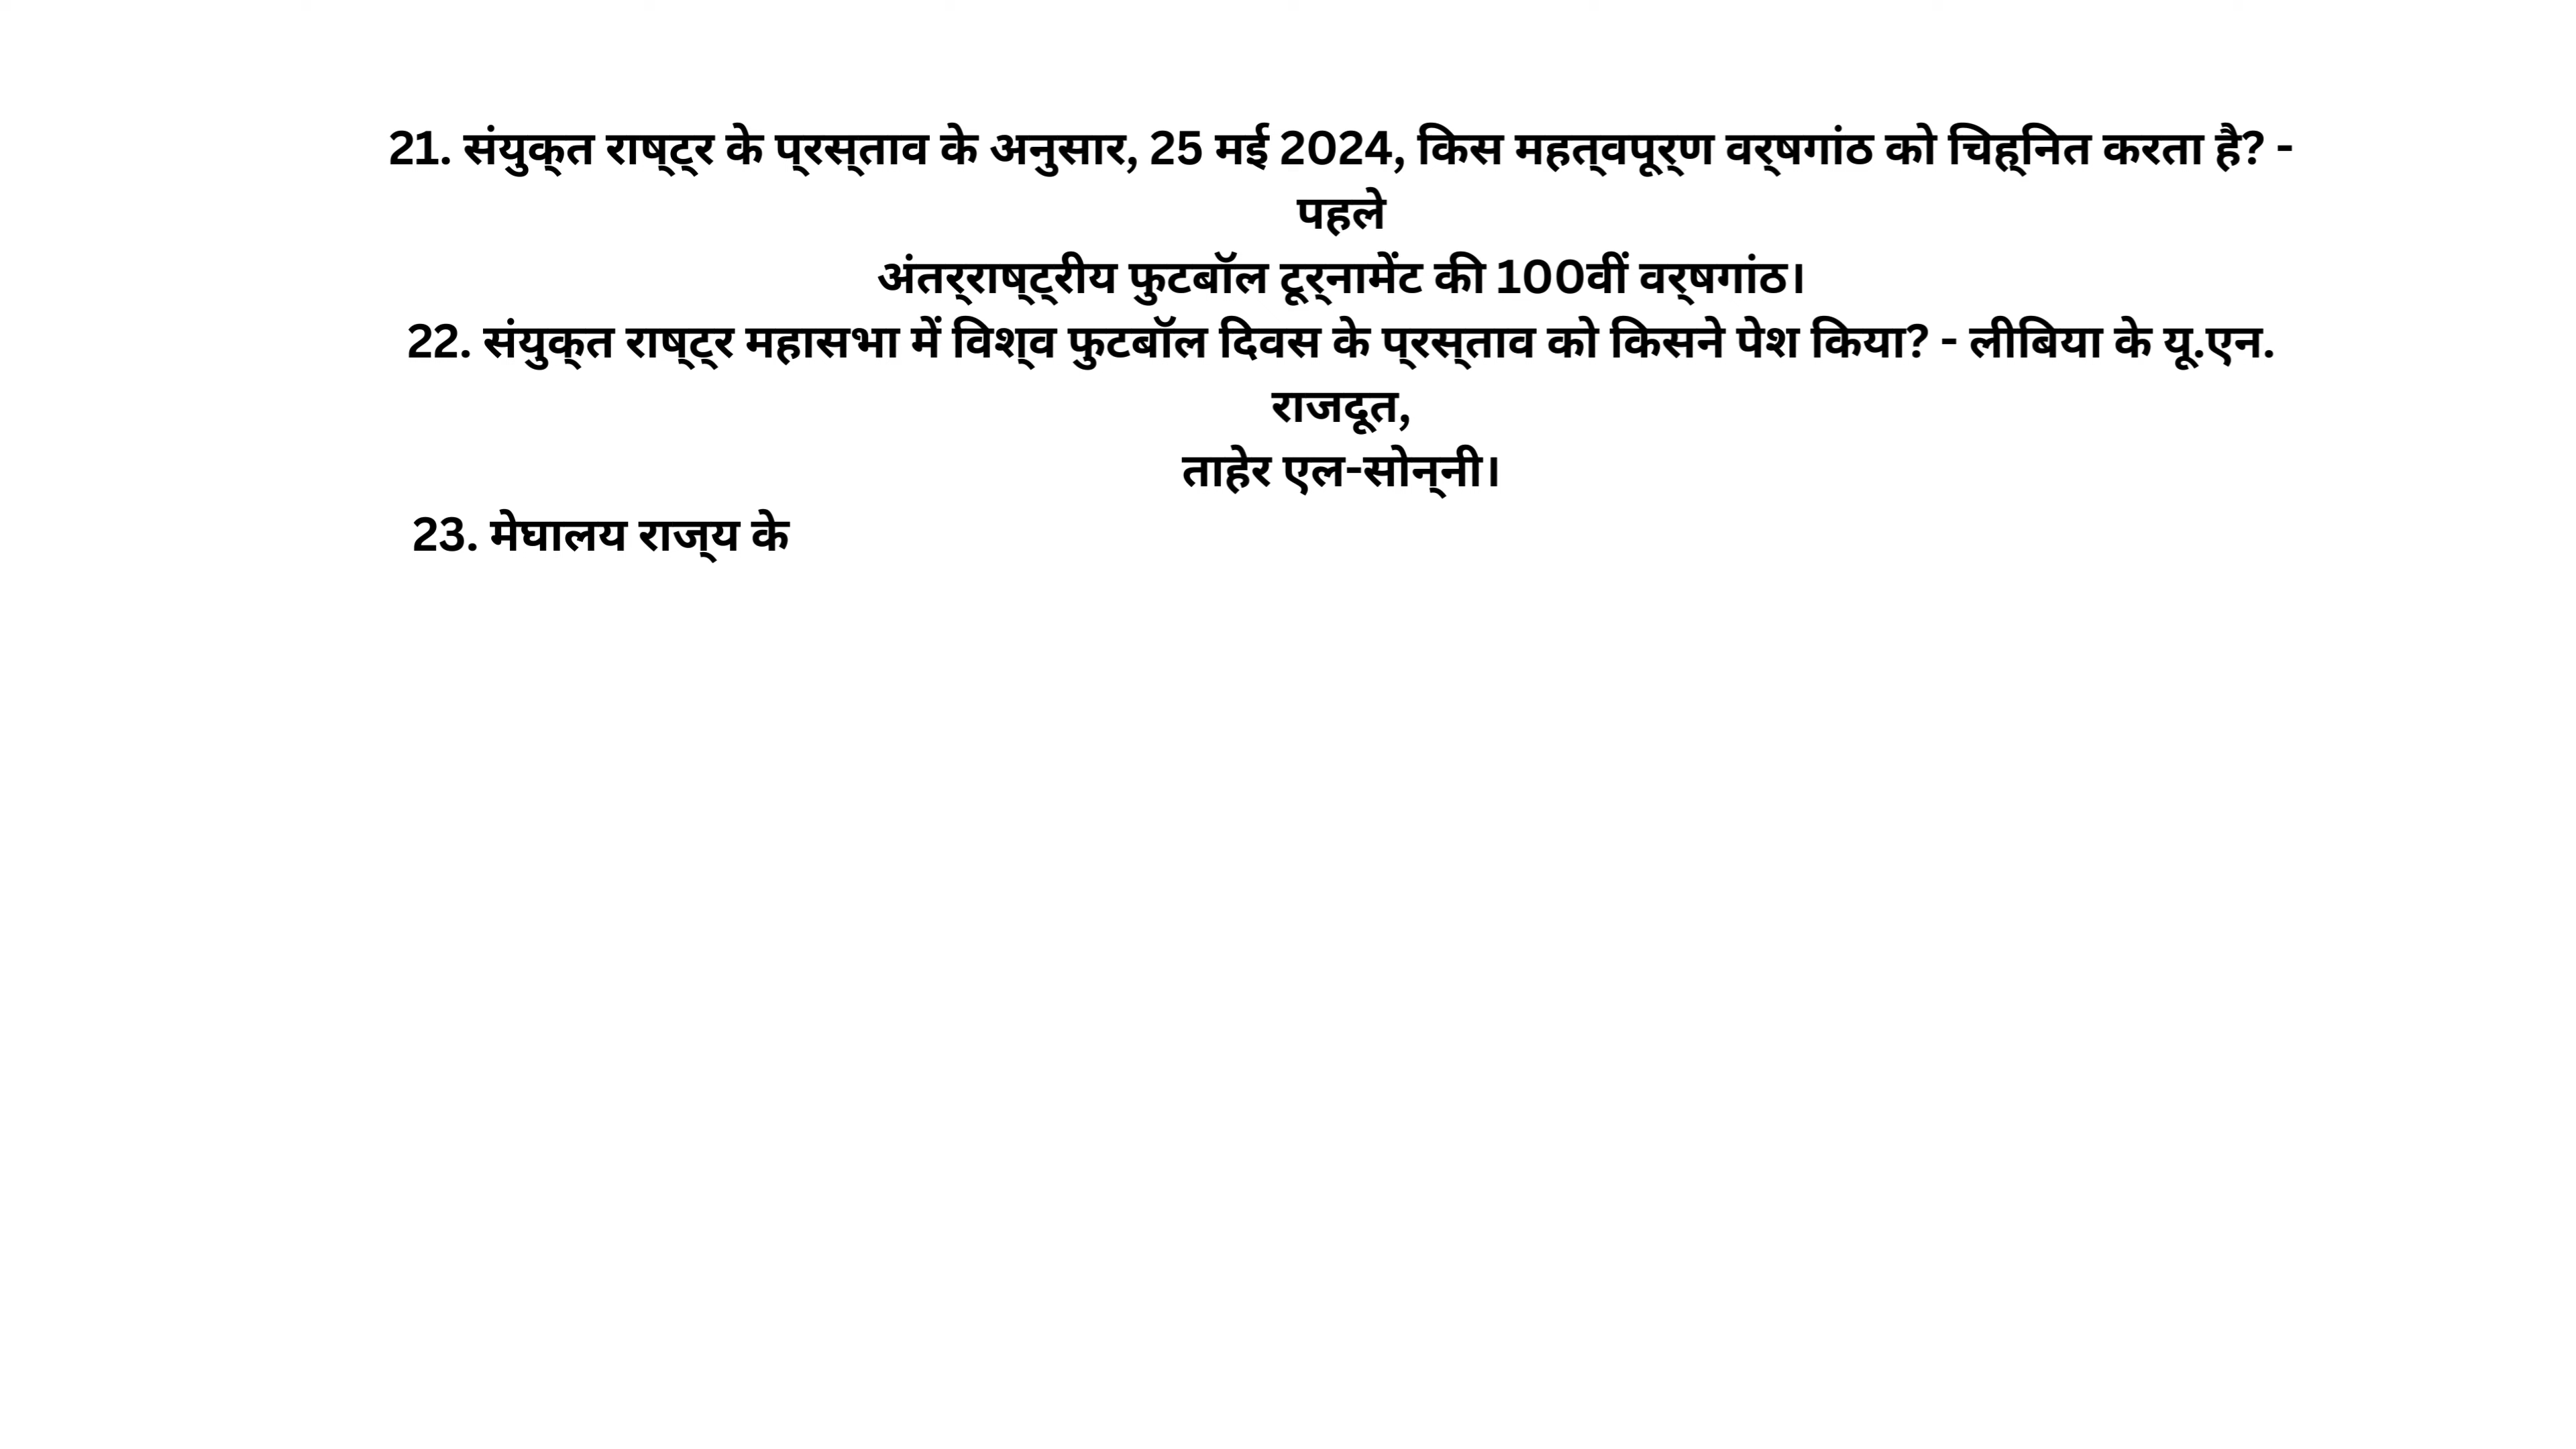 21. संयुक्त राष्ट्र के प्रस्ताव के अनुसार, 25 मई 2024, किस महत्वपूर्ण वर्षगांठ को चिह्नित करता है? -
पहले
अंतर्राष्ट्रीय फुटबॉल टूर्नामेंट की 100वीं वर्षगांठ।
22. संयुक्त राष्ट्र महासभा में विश्व फुटबॉल दिवस के प्रस्ताव को किसने पेश किया? - लीबिया के यू.एन.
राजदूत,
ताहेर एल-सोन्नी।
23. मेघालय राज्य के